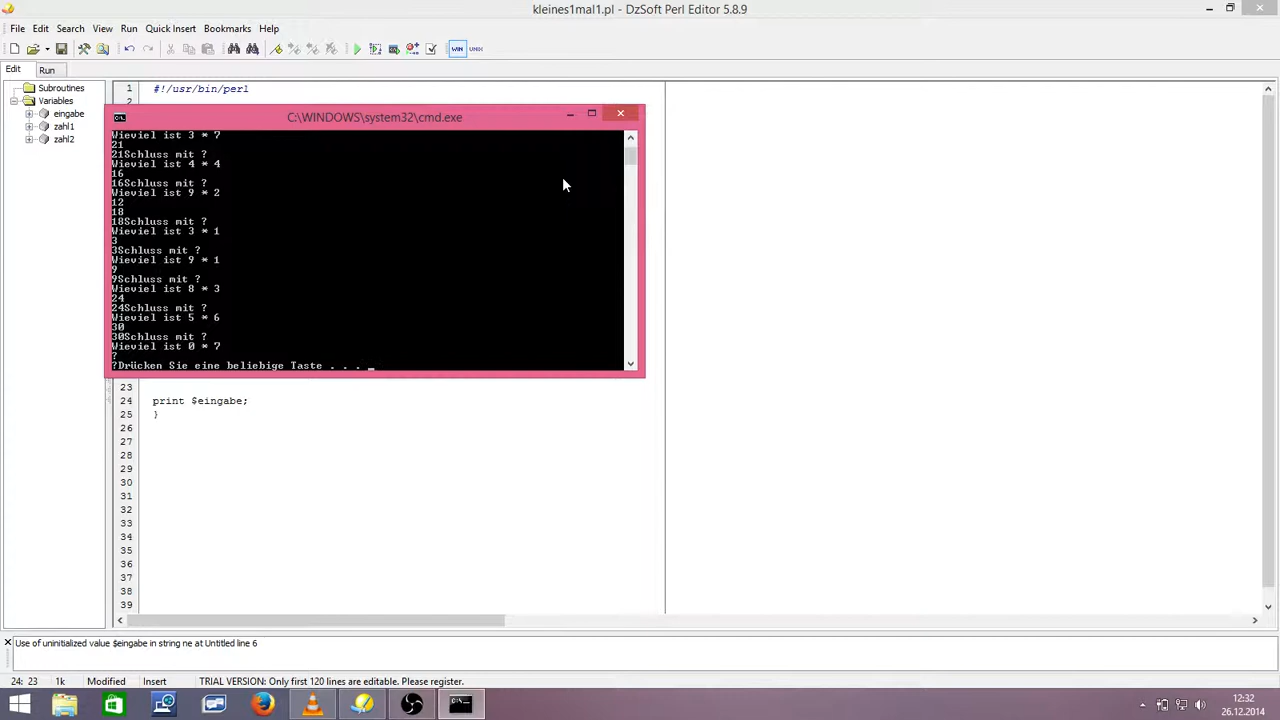 kleines1mal1.pl - DzSoft Perl Editor 5.8.9
File Edit Search View Run Quick Insert Bookmarks Help
WIN UNIX
Edit Run
Subroutines
Variables
eingabe
zahl1
zahl2
1 #!/usr/bin/perl
2
C:\WINDOWS\system32\cmd.exe
Wieviel ist 3 * 7
21
21Schluss mit ?
Wieviel ist 4 * 4
16
16Schluss mit ?
Wieviel ist 9 * 2
12
18
18Schluss mit ?
Wieviel ist 3 * 1
3
3Schluss mit ?
Wieviel ist 9 * 1
9
9Schluss mit ?
Wieviel ist 8 * 3
24
24Schluss mit ?
Wieviel ist 5 * 6
30
30Schluss mit ?
Wieviel ist 0 * 7
?
?Drücken Sie eine beliebige Taste . . . _
23
24 print $eingabe;
25 }
26
27
28
29
30
31
32
33
34
35
36
37
38
39
Use of uninitialized value $eingabe in string ne at Untitled line 6
24: 23 1k Modified Insert TRIAL VERSION: Only first 120 lines are editable. Please register.
12:32
26.12.2014